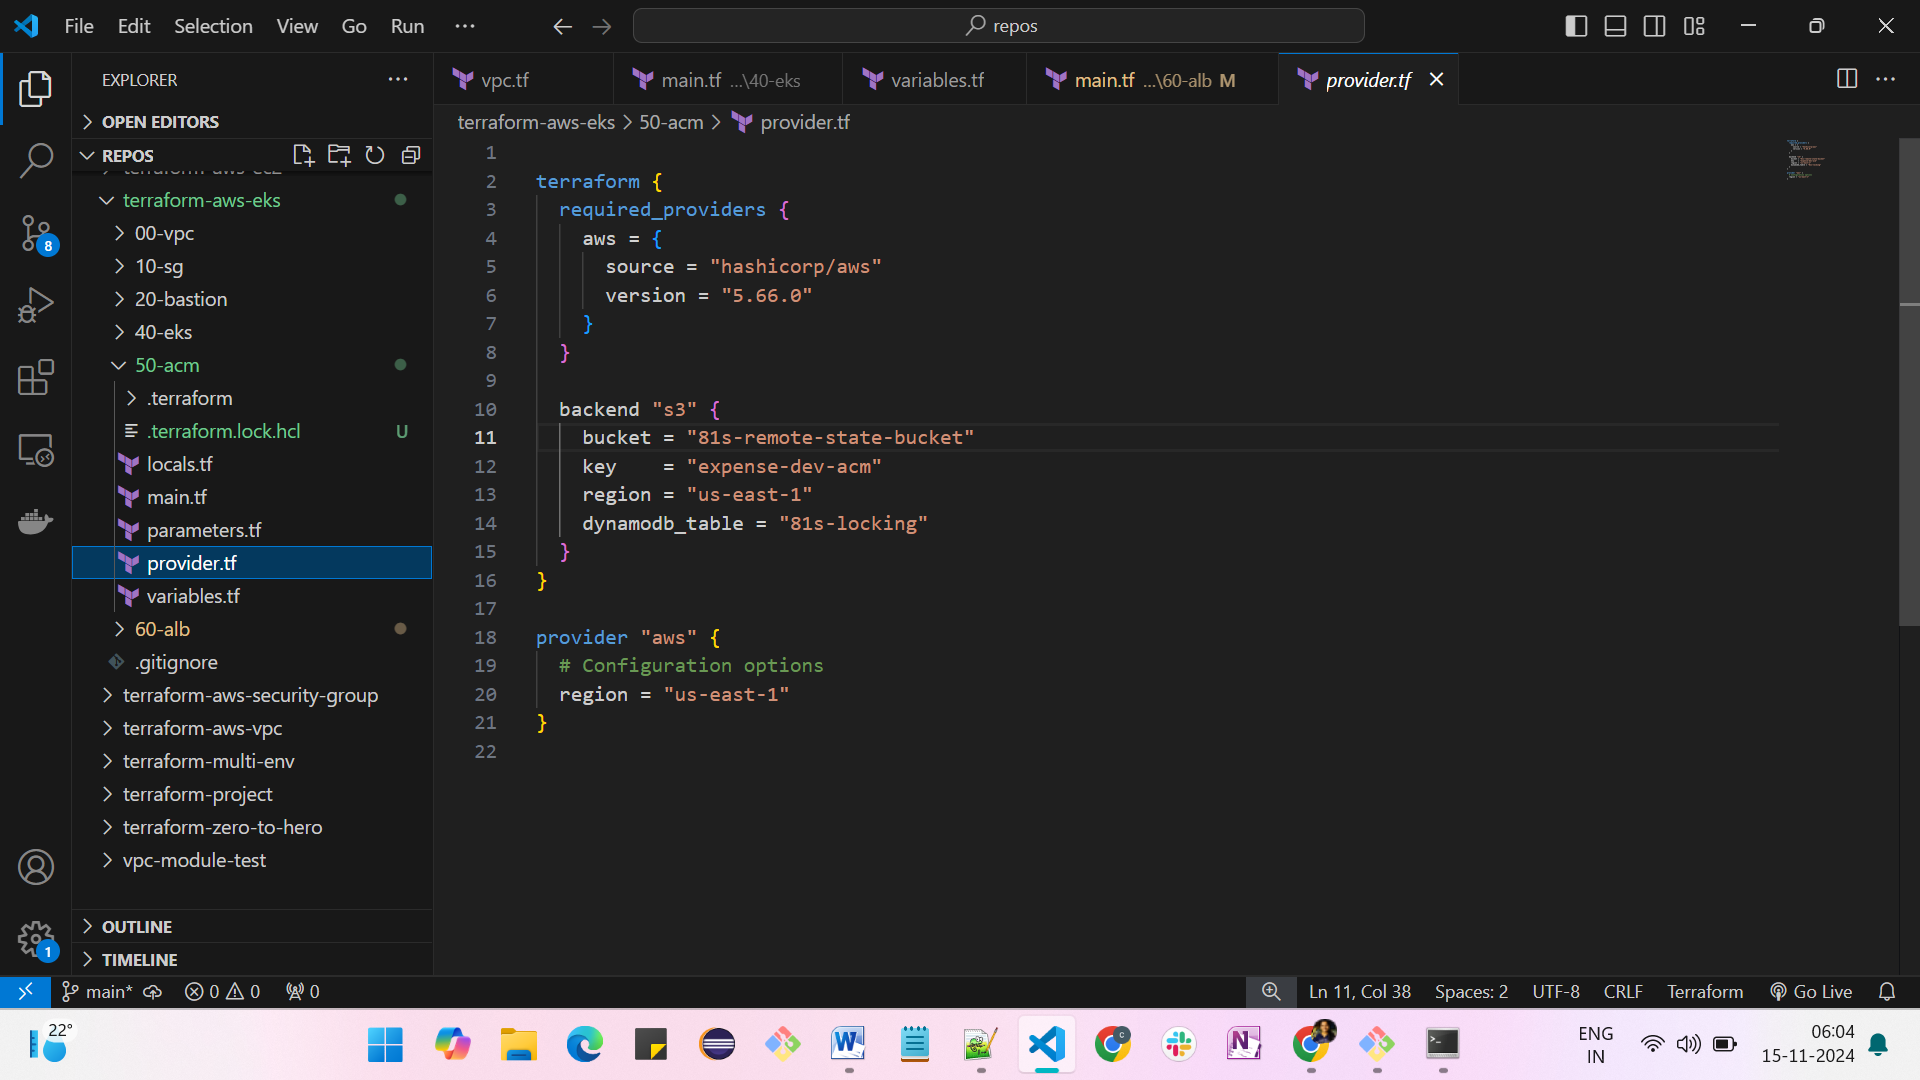 File Edit Selection View Go Run ...
repos
EXPLORER
OPEN EDITORS
REPOS
terraform-aws-ec2
terraform-aws-eks
00-vpc
10-sg
20-bastion
40-eks
50-acm
.terraform
.terraform.lock.hcl U
locals.tf
main.tf
parameters.tf
provider.tf
variables.tf
60-alb
.gitignore
terraform-aws-security-group
terraform-aws-vpc
terraform-multi-env
terraform-project
terraform-zero-to-hero
vpc-module-test
OUTLINE
TIMELINE
8
1
vpc.tf main.tf ...\40-eks variables.tf main.tf ...\60-alb M provider.tf
terraform-aws-eks > 50-acm > provider.tf
1
2 terraform {
3 required_providers {
4 aws = {
5 source = "hashicorp/aws"
6 version = "5.66.0"
7 }
8 }
9
10 backend "s3" {
11 bucket = "81s-remote-state-bucket"
12 key    = "expense-dev-acm"
13 region = "us-east-1"
14 dynamodb_table = "81s-locking"
15 }
16 }
17
18 provider "aws" {
19 # Configuration options
20 region = "us-east-1"
21 }
22
main* 0 0 0 Ln 11, Col 38 Spaces: 2 UTF-8 CRLF Terraform Go Live
22° ENG 06:04
IN 15-11-2024